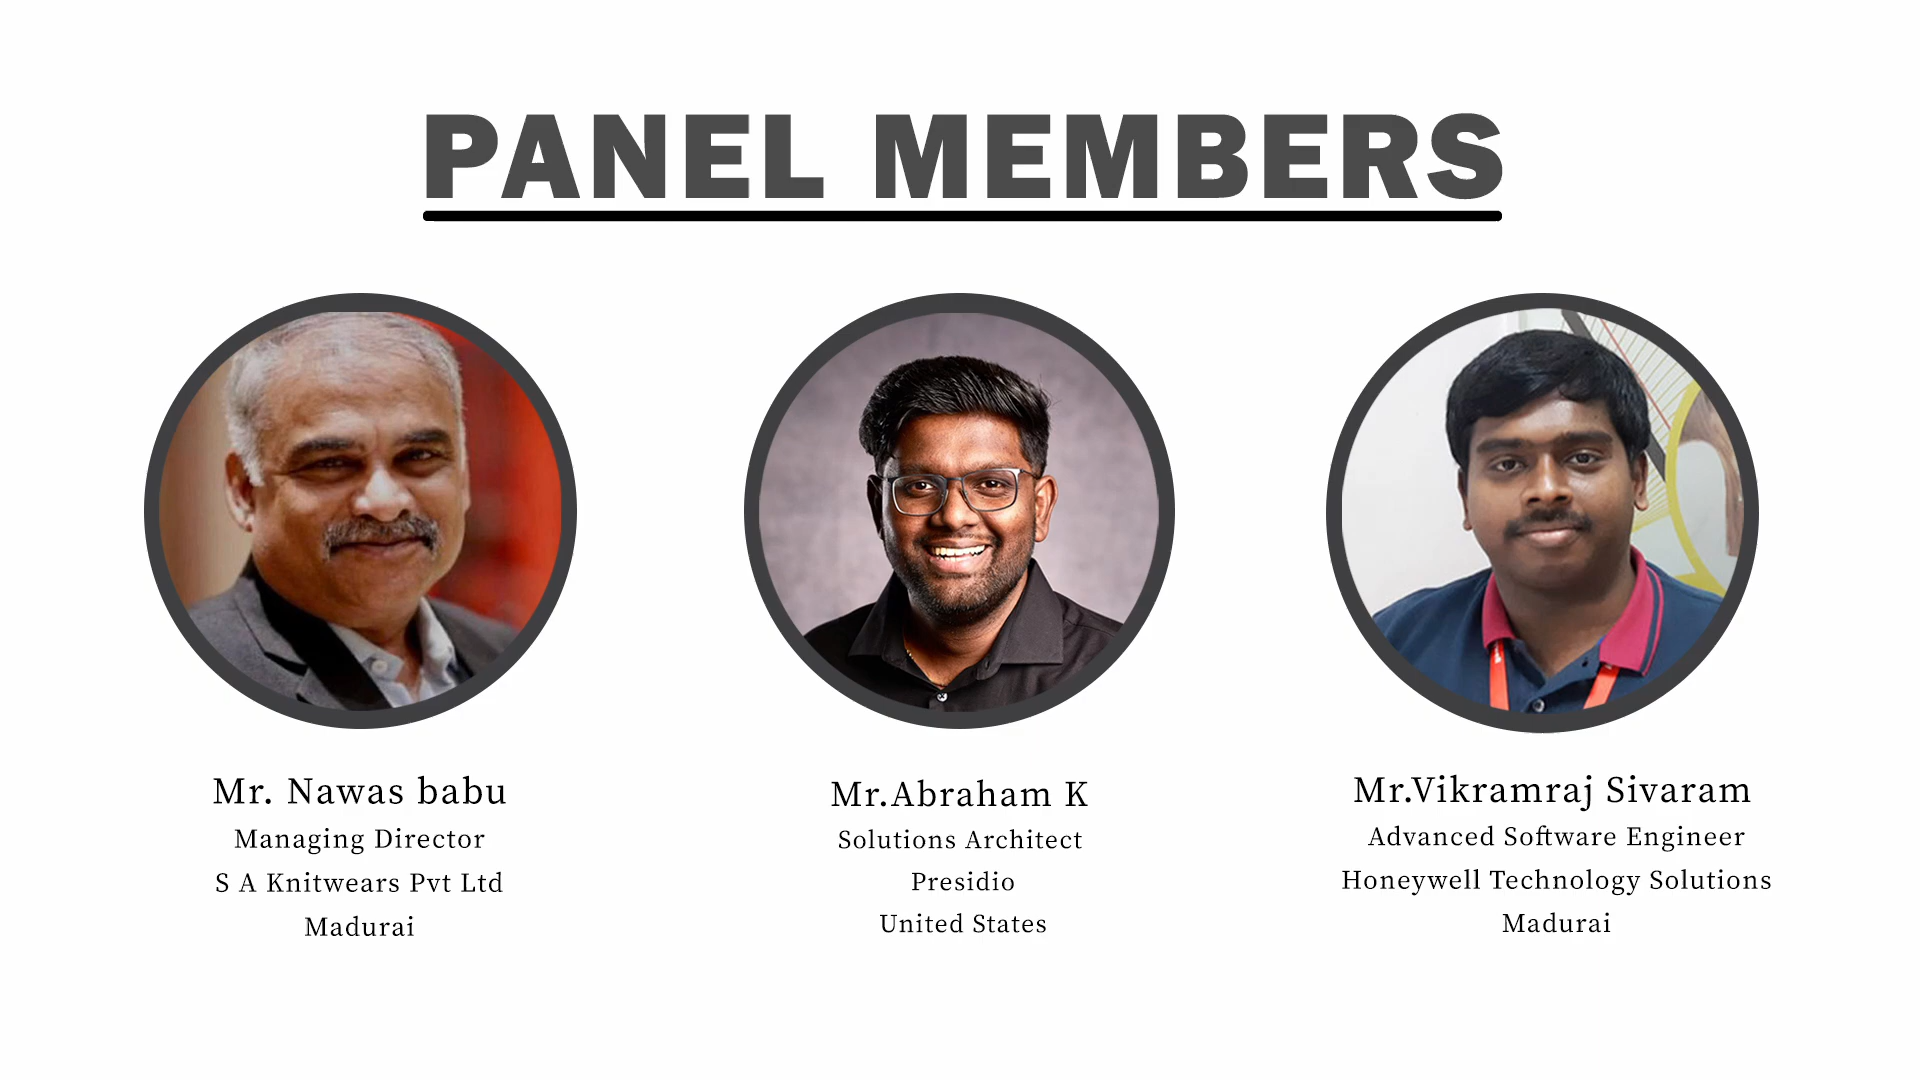 PANEL MEMBERS
Mr. Nawas babu
Managing Director
S A Knitwears Pvt Ltd
Madurai
Mr.Abraham K
Solutions Architect
Presidio
United States
Mr.Vikramraj Sivaram
Advanced Software Engineer
Honeywell Technology Solutions
Madurai